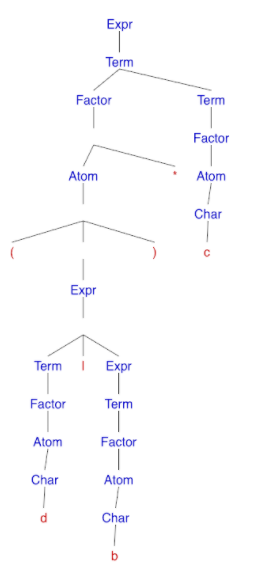 Expr
Term
Factor Term
Factor
Atom * Atom
Char
( ) c
Expr
Term | Expr
Factor Term
Atom Factor
Char Atom
d Char
b